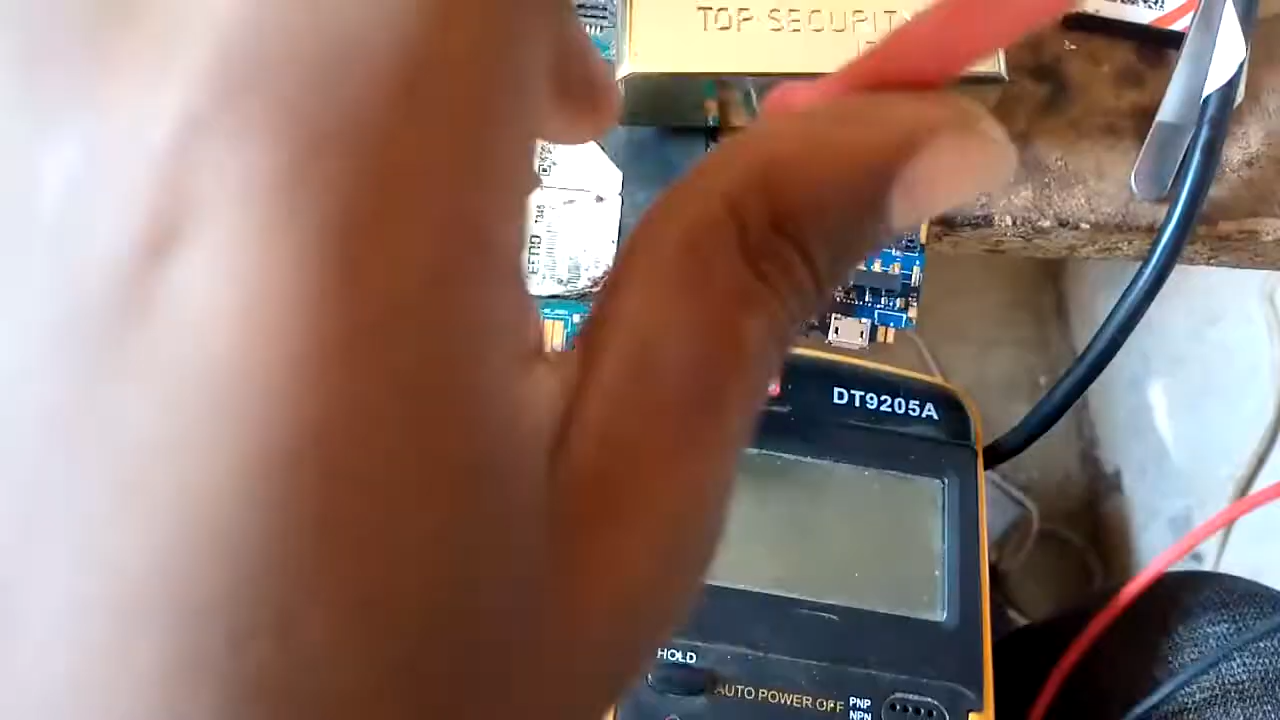 TOP SECURITY
DT9205A
HOLD
AUTO POWER OFF
PNP
NPN